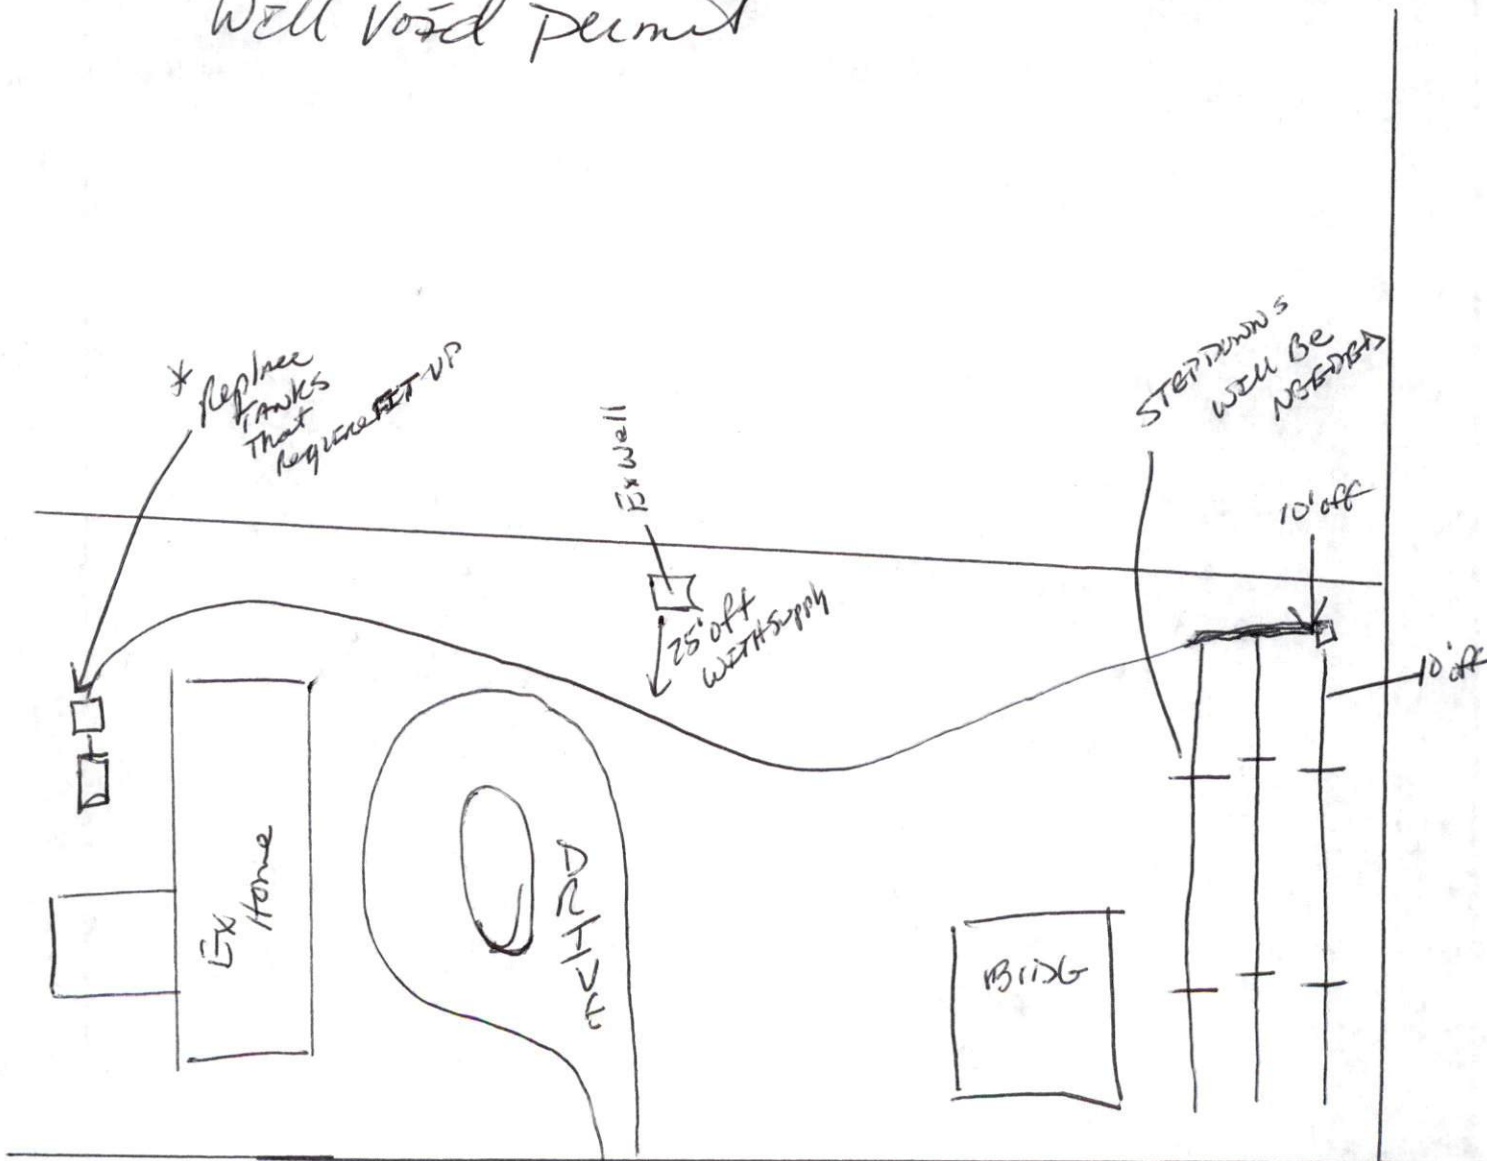 Will Void Permit
* Replace
TANKS
That
Require FIT UP
Ex Well
25' off
WITH Supply
STEPDOWNS
WILL Be
NEEDED
10' off
10' off
Ex
Home
DRIVE
BLDG